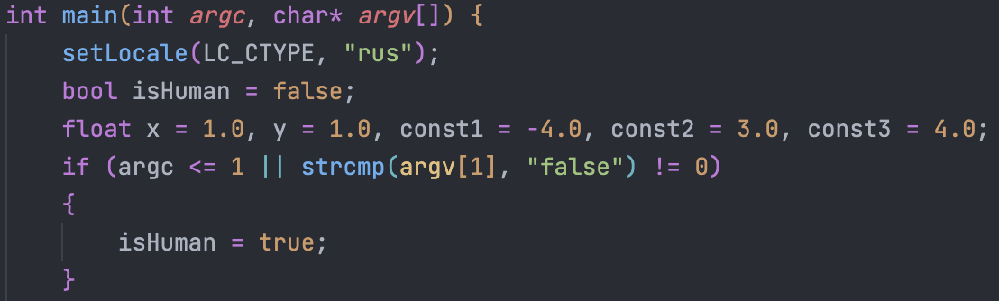 int main(int argc, char* argv[]) {
setLocale(LC_CTYPE, "rus");
bool isHuman = false;
float x = 1.0, y = 1.0, const1 = -4.0, const2 = 3.0, const3 = 4.0;
if (argc <= 1 || strcmp(argv[1], "false") != 0)
{
isHuman = true;
}